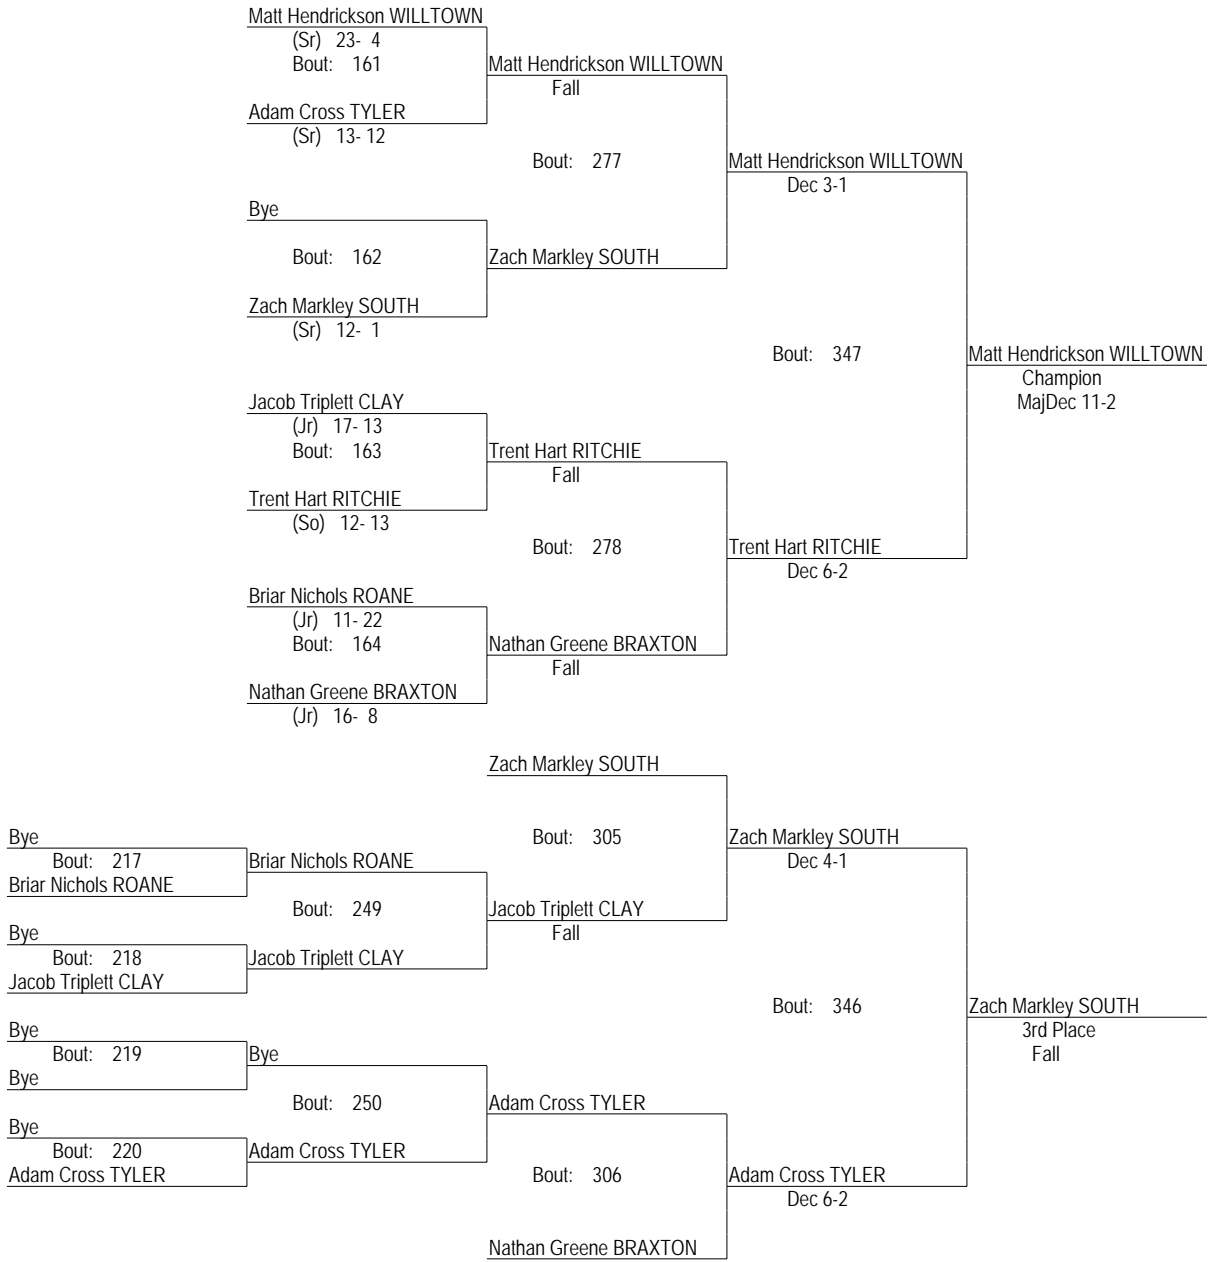 Matt Hendrickson WILLTOWN
(Sr) 23- 4
Bout: 161
Matt Hendrickson WILLTOWN
Fall
Adam Cross TYLER
(Sr) 13- 12
Bout: 277
Matt Hendrickson WILLTOWN
Dec 3-1
Bye
Bout: 162
Zach Markley SOUTH
Zach Markley SOUTH
(Sr) 12- 1
Bout: 347
Matt Hendrickson WILLTOWN
Champion
MajDec 11-2
Jacob Triplett CLAY
(Jr) 17- 13
Bout: 163
Trent Hart RITCHIE
Fall
Trent Hart RITCHIE
(So) 12- 13
Bout: 278
Trent Hart RITCHIE
Dec 6-2
Briar Nichols ROANE
(Jr) 11- 22
Bout: 164
Nathan Greene BRAXTON
Fall
Nathan Greene BRAXTON
(Jr) 16- 8
Zach Markley SOUTH
Bout: 305
Zach Markley SOUTH
Dec 4-1
Bye
Bout: 217
Briar Nichols ROANE
Briar Nichols ROANE
Bout: 249
Jacob Triplett CLAY
Fall
Bye
Bout: 218
Jacob Triplett CLAY
Jacob Triplett CLAY
Bout: 346
Zach Markley SOUTH
3rd Place
Fall
Bye
Bout: 219
Bye
Bye
Bout: 250
Adam Cross TYLER
Bye
Bout: 220
Adam Cross TYLER
Adam Cross TYLER
Bout: 306
Adam Cross TYLER
Dec 6-2
Nathan Greene BRAXTON